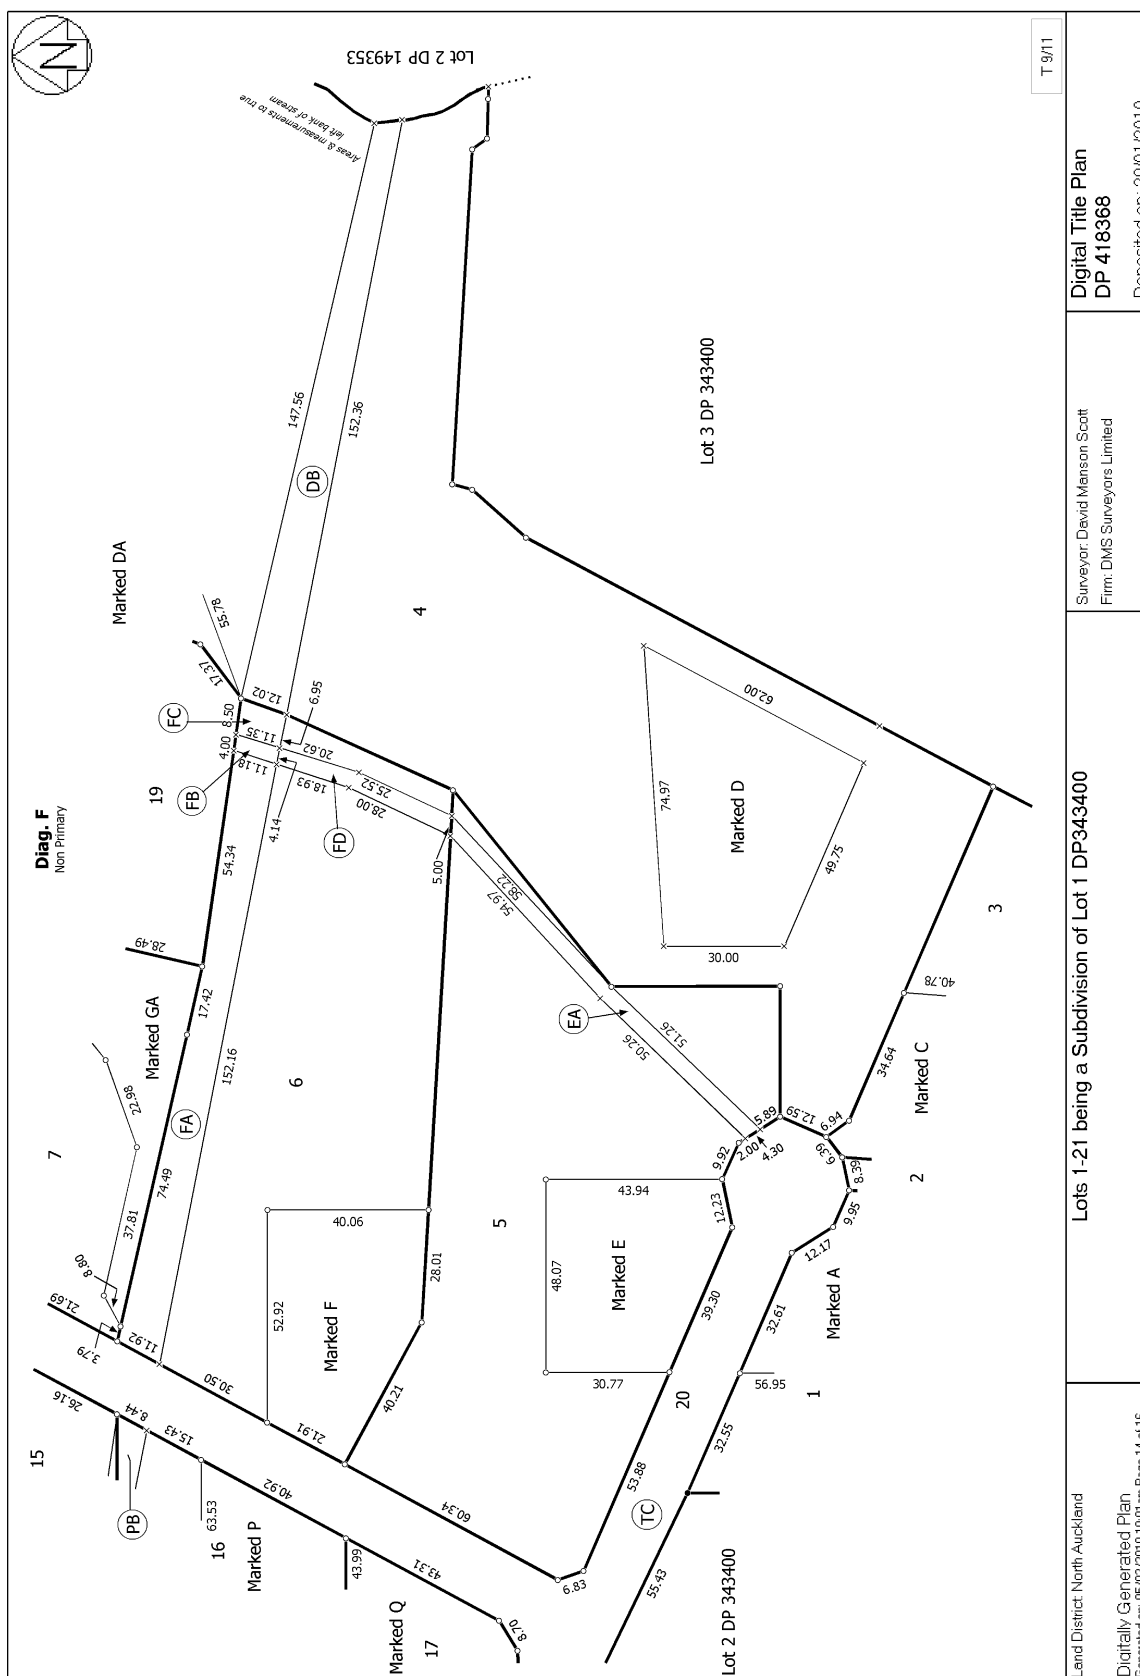 N
Lot 2 DP 149353
Areas & measurements to true
left bank of stream
T 9/11
Diag. F
Non Primary
Marked DA
55.78
17.37
147.56
152.36
DB
Lot 3 DP 343400
4
12.02
6.95
8.50
FC
11.35
4.00
11.18
FB
19
20.62
25.52
18.93
28.00
FD
4.14
5.00
54.34
28.49
17.42
Marked GA
152.16
FA
74.49
22.98
7
37.81
8.80
3.79
21.69
11.92
6
40.06
52.92
Marked F
28.01
40.21
30.50
21.91
58.22
54.97
EA
51.26
50.26
62.00
74.97
Marked D
49.75
30.00
3
40.78
34.64
Marked C
5.89
12.59
6.94
6.39
8.39
9.95
12.17
2.00
4.30
9.92
12.23
2
5
43.94
48.07
Marked E
30.77
39.30
32.61
Marked A
56.95
1
20
32.55
53.88
TC
55.43
60.34
6.83
Lot 2 DP 343400
15
26.16
8.44
15.43
PB
40.92
63.53
16
Marked P
43.99
43.31
8.70
Marked Q
17
Land District: North Auckland
Digitally Generated Plan
Lots 1-21 being a Subdivision of Lot 1 DP343400
Surveyor: David Manson Scott
Firm: DMS Surveyors Limited
Digital Title Plan
DP 418368